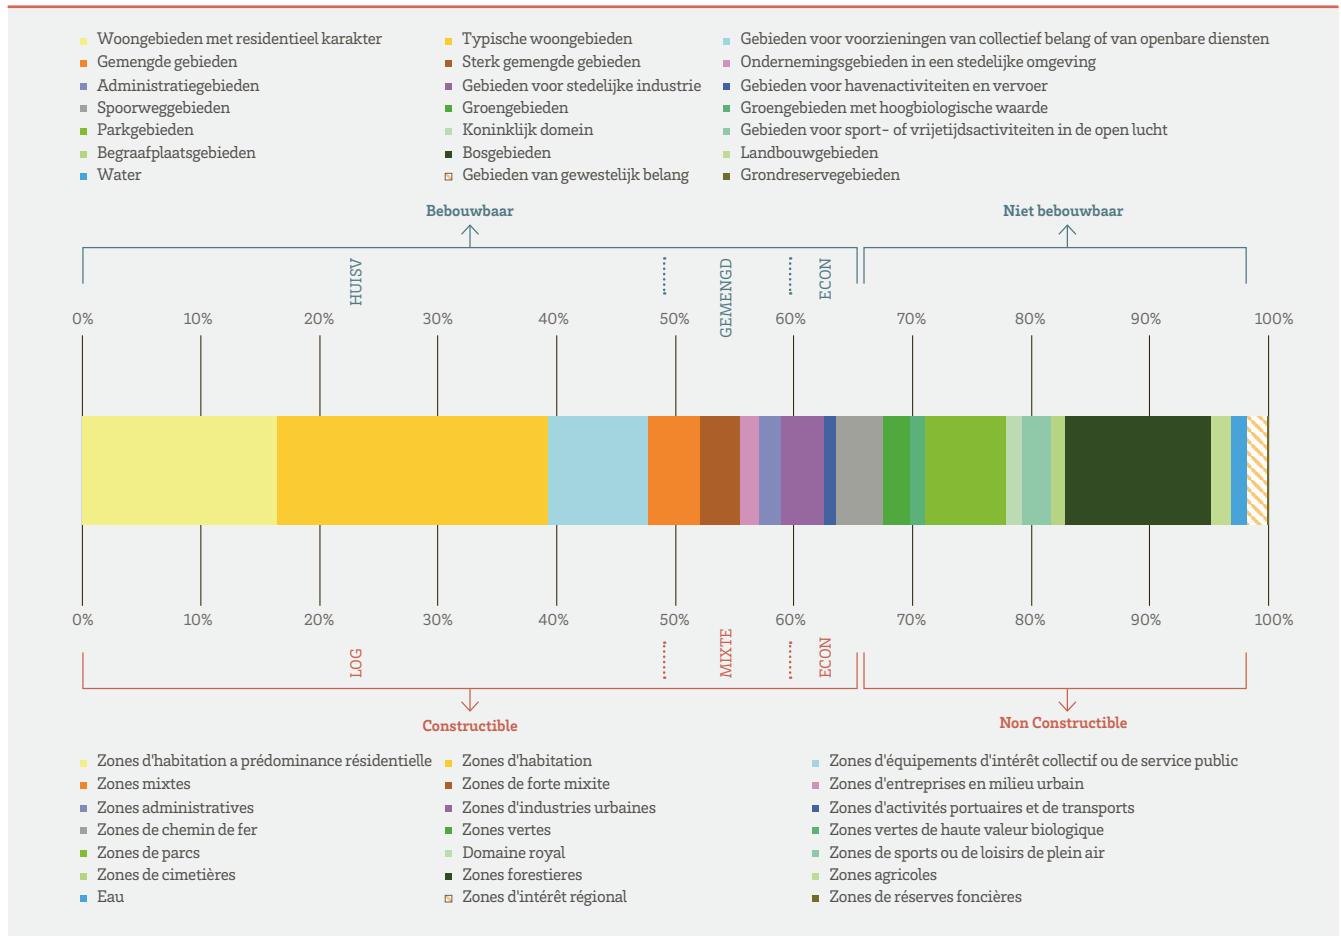 Woongebieden met residentieel karakter Typische woongebieden Gebieden voor voorzieningen van collectief belang of van openbare diensten
Gemengde gebieden Sterk gemengde gebieden Ondernemingsgebieden in een stedelijke omgeving
Administratiegebieden Gebieden voor stedelijke industrie Gebieden voor havenactiviteiten en vervoer
Spoorweggebieden Groengebieden Groengebieden met hoogbiologische waarde
Parkgebieden Koninklijk domein Gebieden voor sport- of vrijetijdsactiviteiten in de open lucht
Begraafplaatsgebieden Bosgebieden Landbouwgebieden
Water Gebieden van gewestelijk belang Grondreservegebieden
Bebouwbaar Niet bebouwbaar
HUISV GEMENGD ECON
0% 10% 20% 30% 40% 50% 60% 70% 80% 90% 100%
0% 10% 20% 30% 40% 50% 60% 70% 80% 90% 100%
LOG MIXTE ECON
Constructible Non Constructible
Zones d'habitation a prédominance résidentielle Zones d'habitation Zones d'équipements d'intérêt collectif ou de service public
Zones mixtes Zones de forte mixite Zones d'entreprises en milieu urbain
Zones administratives Zones d'industries urbaines Zones d'activités portuaires et de transports
Zones de chemin de fer Zones vertes Zones vertes de haute valeur biologique
Zones de parcs Domaine royal Zones de sports ou de loisirs de plein air
Zones de cimetières Zones forestieres Zones agricoles
Eau Zones d'intérêt régional Zones de réserves foncières